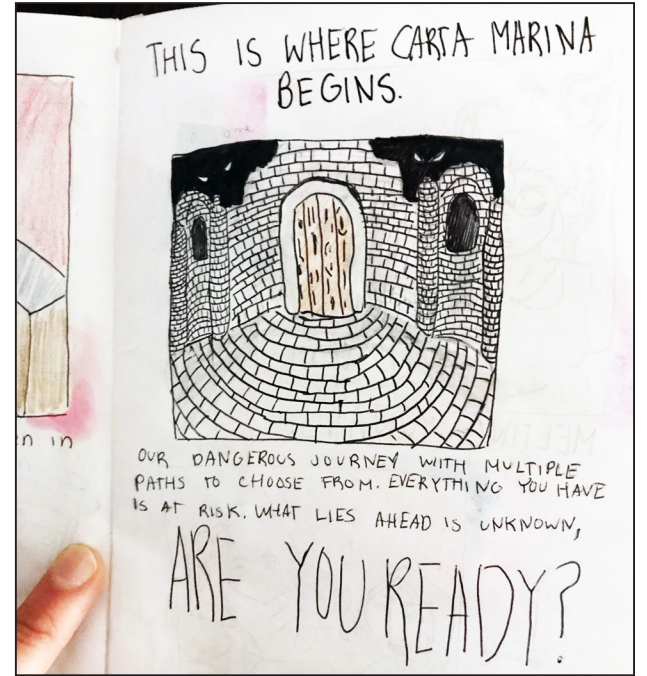 THIS IS WHERE CARTA MARINA
BEGINS.
OUR DANGEROUS JOURNEY WITH MULTIPLE
PATHS TO CHOOSE FROM. EVERYTHING YOU HAVE
IS AT RISK. WHAT LIES AHEAD IS UNKNOWN,
ARE YOU READY?
in